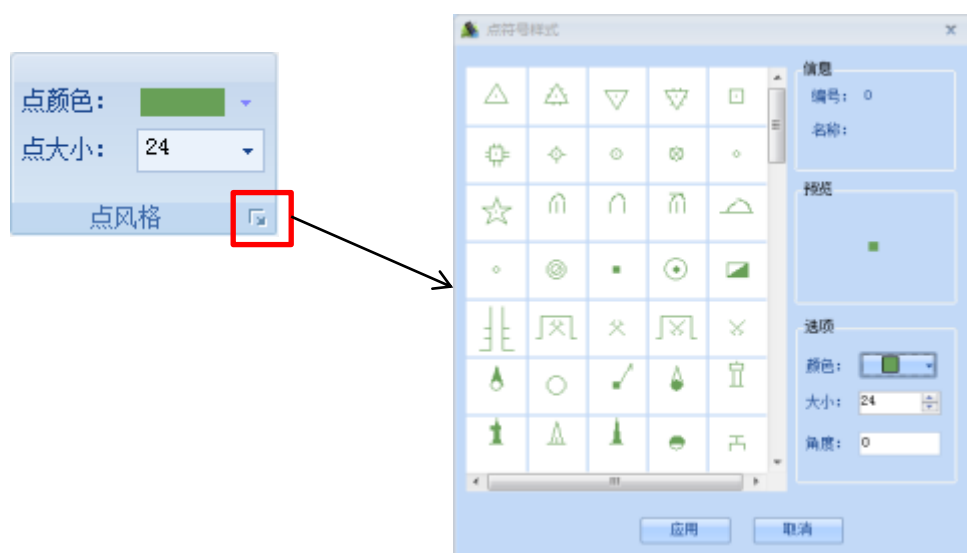 点颜色：
点大小： 24
点风格
点符号样式
信息
编号： 0
名称：
预览
选项
颜色：
大小： 24
角度： 0
应用 取消